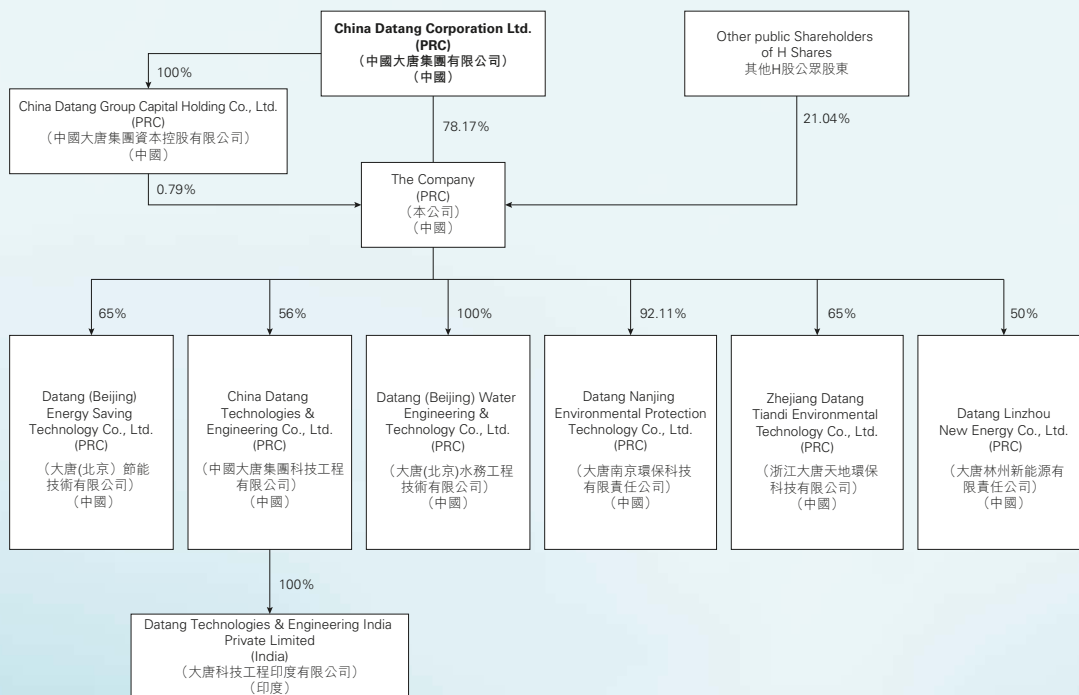 China Datang Corporation Ltd.
(PRC)
（中國大唐集團有限公司）
（中國）
Other public Shareholders
of H Shares
其他H股公眾股東
100%
China Datang Group Capital Holding Co., Ltd.
(PRC)
（中國大唐集團資本控股有限公司）
（中國）
78.17%
21.04%
0.79%
The Company
(PRC)
（本公司）
（中國）
65%
56%
100%
92.11%
65%
50%
Datang (Beijing)
Energy Saving
Technology Co., Ltd.
(PRC)
（大唐(北京）節能
技術有限公司）
（中國）
China Datang
Technologies &
Engineering Co., Ltd.
(PRC)
（中國大唐集團科技工程
有限公司）
（中國）
Datang (Beijing) Water
Engineering &
Technology Co., Ltd.
(PRC)
（大唐(北京)水務工程
技術有限公司）
（中國）
Datang Nanjing
Environmental Protection
Technology Co., Ltd.
(PRC)
（大唐南京環保科技
有限責任公司）
（中國）
Zhejiang Datang
Tiandi Environmental
Technology Co., Ltd.
(PRC)
（浙江大唐天地環保
科技有限公司）
（中國）
Datang Linzhou
New Energy Co., Ltd.
(PRC)
（大唐林州新能源有
限責任公司）
（中國）
100%
Datang Technologies & Engineering India
Private Limited
(India)
（大唐科技工程印度有限公司）
（印度）